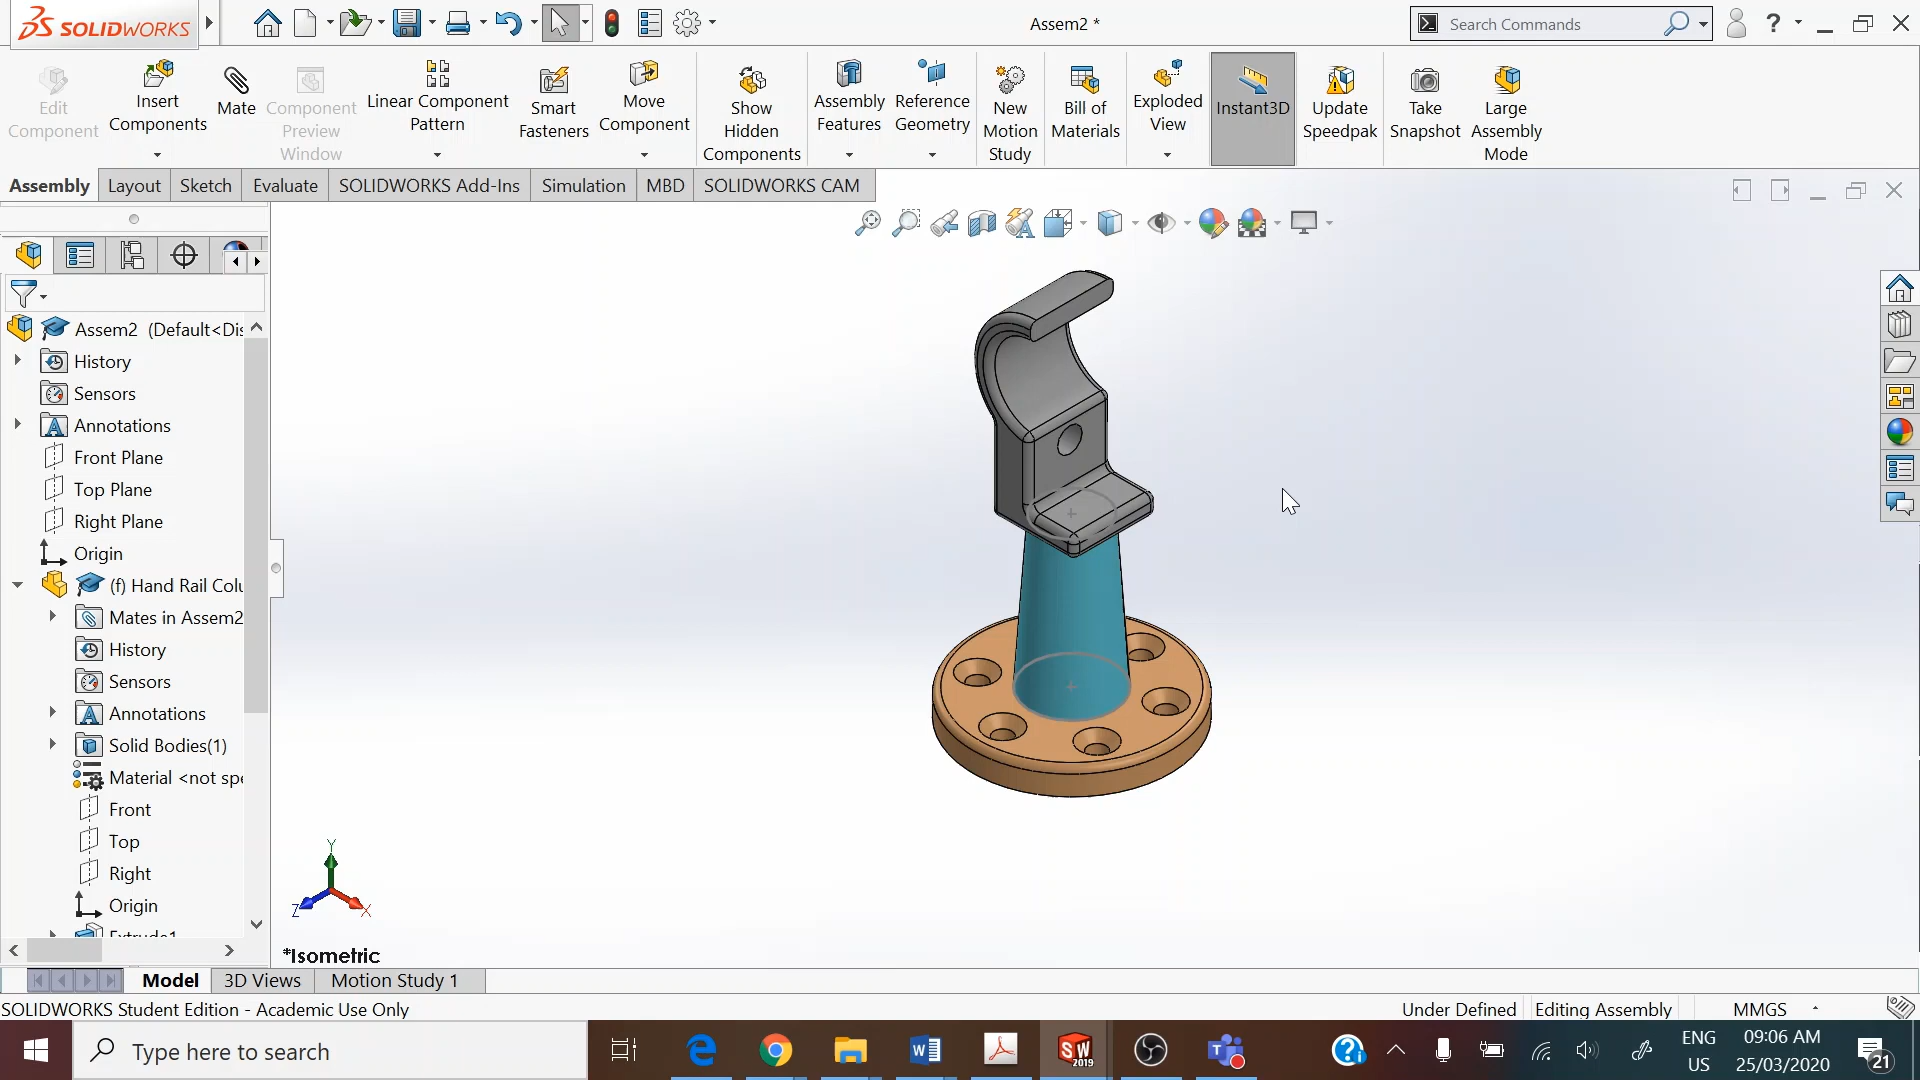 SOLIDWORKS
Assem2 *
Search Commands
?
Edit
Component
Insert
Components
Mate
Component
Preview
Window
Linear Component
Pattern
Smart
Fasteners
Move
Component
Show
Hidden
Components
Assembly
Features
Reference
Geometry
New
Motion
Study
Bill of
Materials
Exploded
View
Instant3D
Update
Speedpak
Take
Snapshot
Large
Assembly
Mode
Assembly
Layout
Sketch
Evaluate
SOLIDWORKS Add-Ins
Simulation
MBD
SOLIDWORKS CAM
Assem2 (Default<Dis
History
Sensors
Annotations
Front Plane
Top Plane
Right Plane
Origin
(f) Hand Rail Colu
Mates in Assem2
History
Sensors
Annotations
Solid Bodies(1)
Material <not spe
Front
Top
Right
Origin
Extrude1
Y
Z
X
*Isometric
Model
3D Views
Motion Study 1
SOLIDWORKS Student Edition - Academic Use Only
Under Defined
Editing Assembly
MMGS
Type here to search
SW
2019
ENG
US
09:06 AM
25/03/2020
21